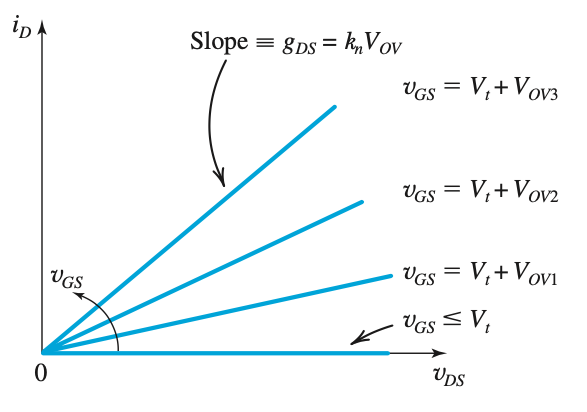 i_D
Slope ≡ g_DS = k_n V_OV
v_GS = V_t + V_OV3
v_GS = V_t + V_OV2
v_GS
v_GS = V_t + V_OV1
v_GS ≤ V_t
0
v_DS